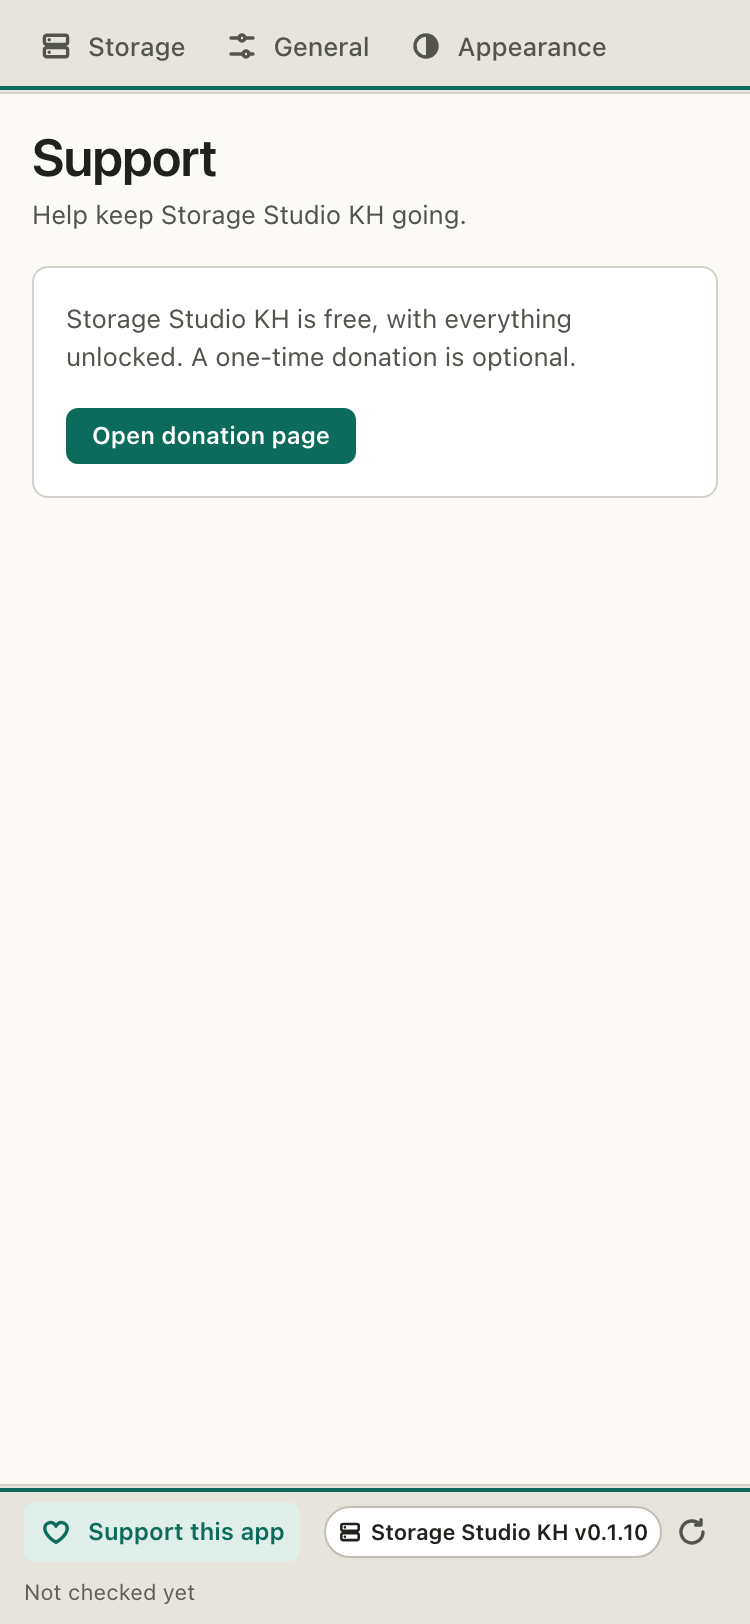 Storage
General
Appearance
Support
Help keep Storage Studio KH going.
Storage Studio KH is free, with everything
unlocked. A one-time donation is optional.
Open donation page
Support this app
Storage Studio KH v0.1.10
Not checked yet